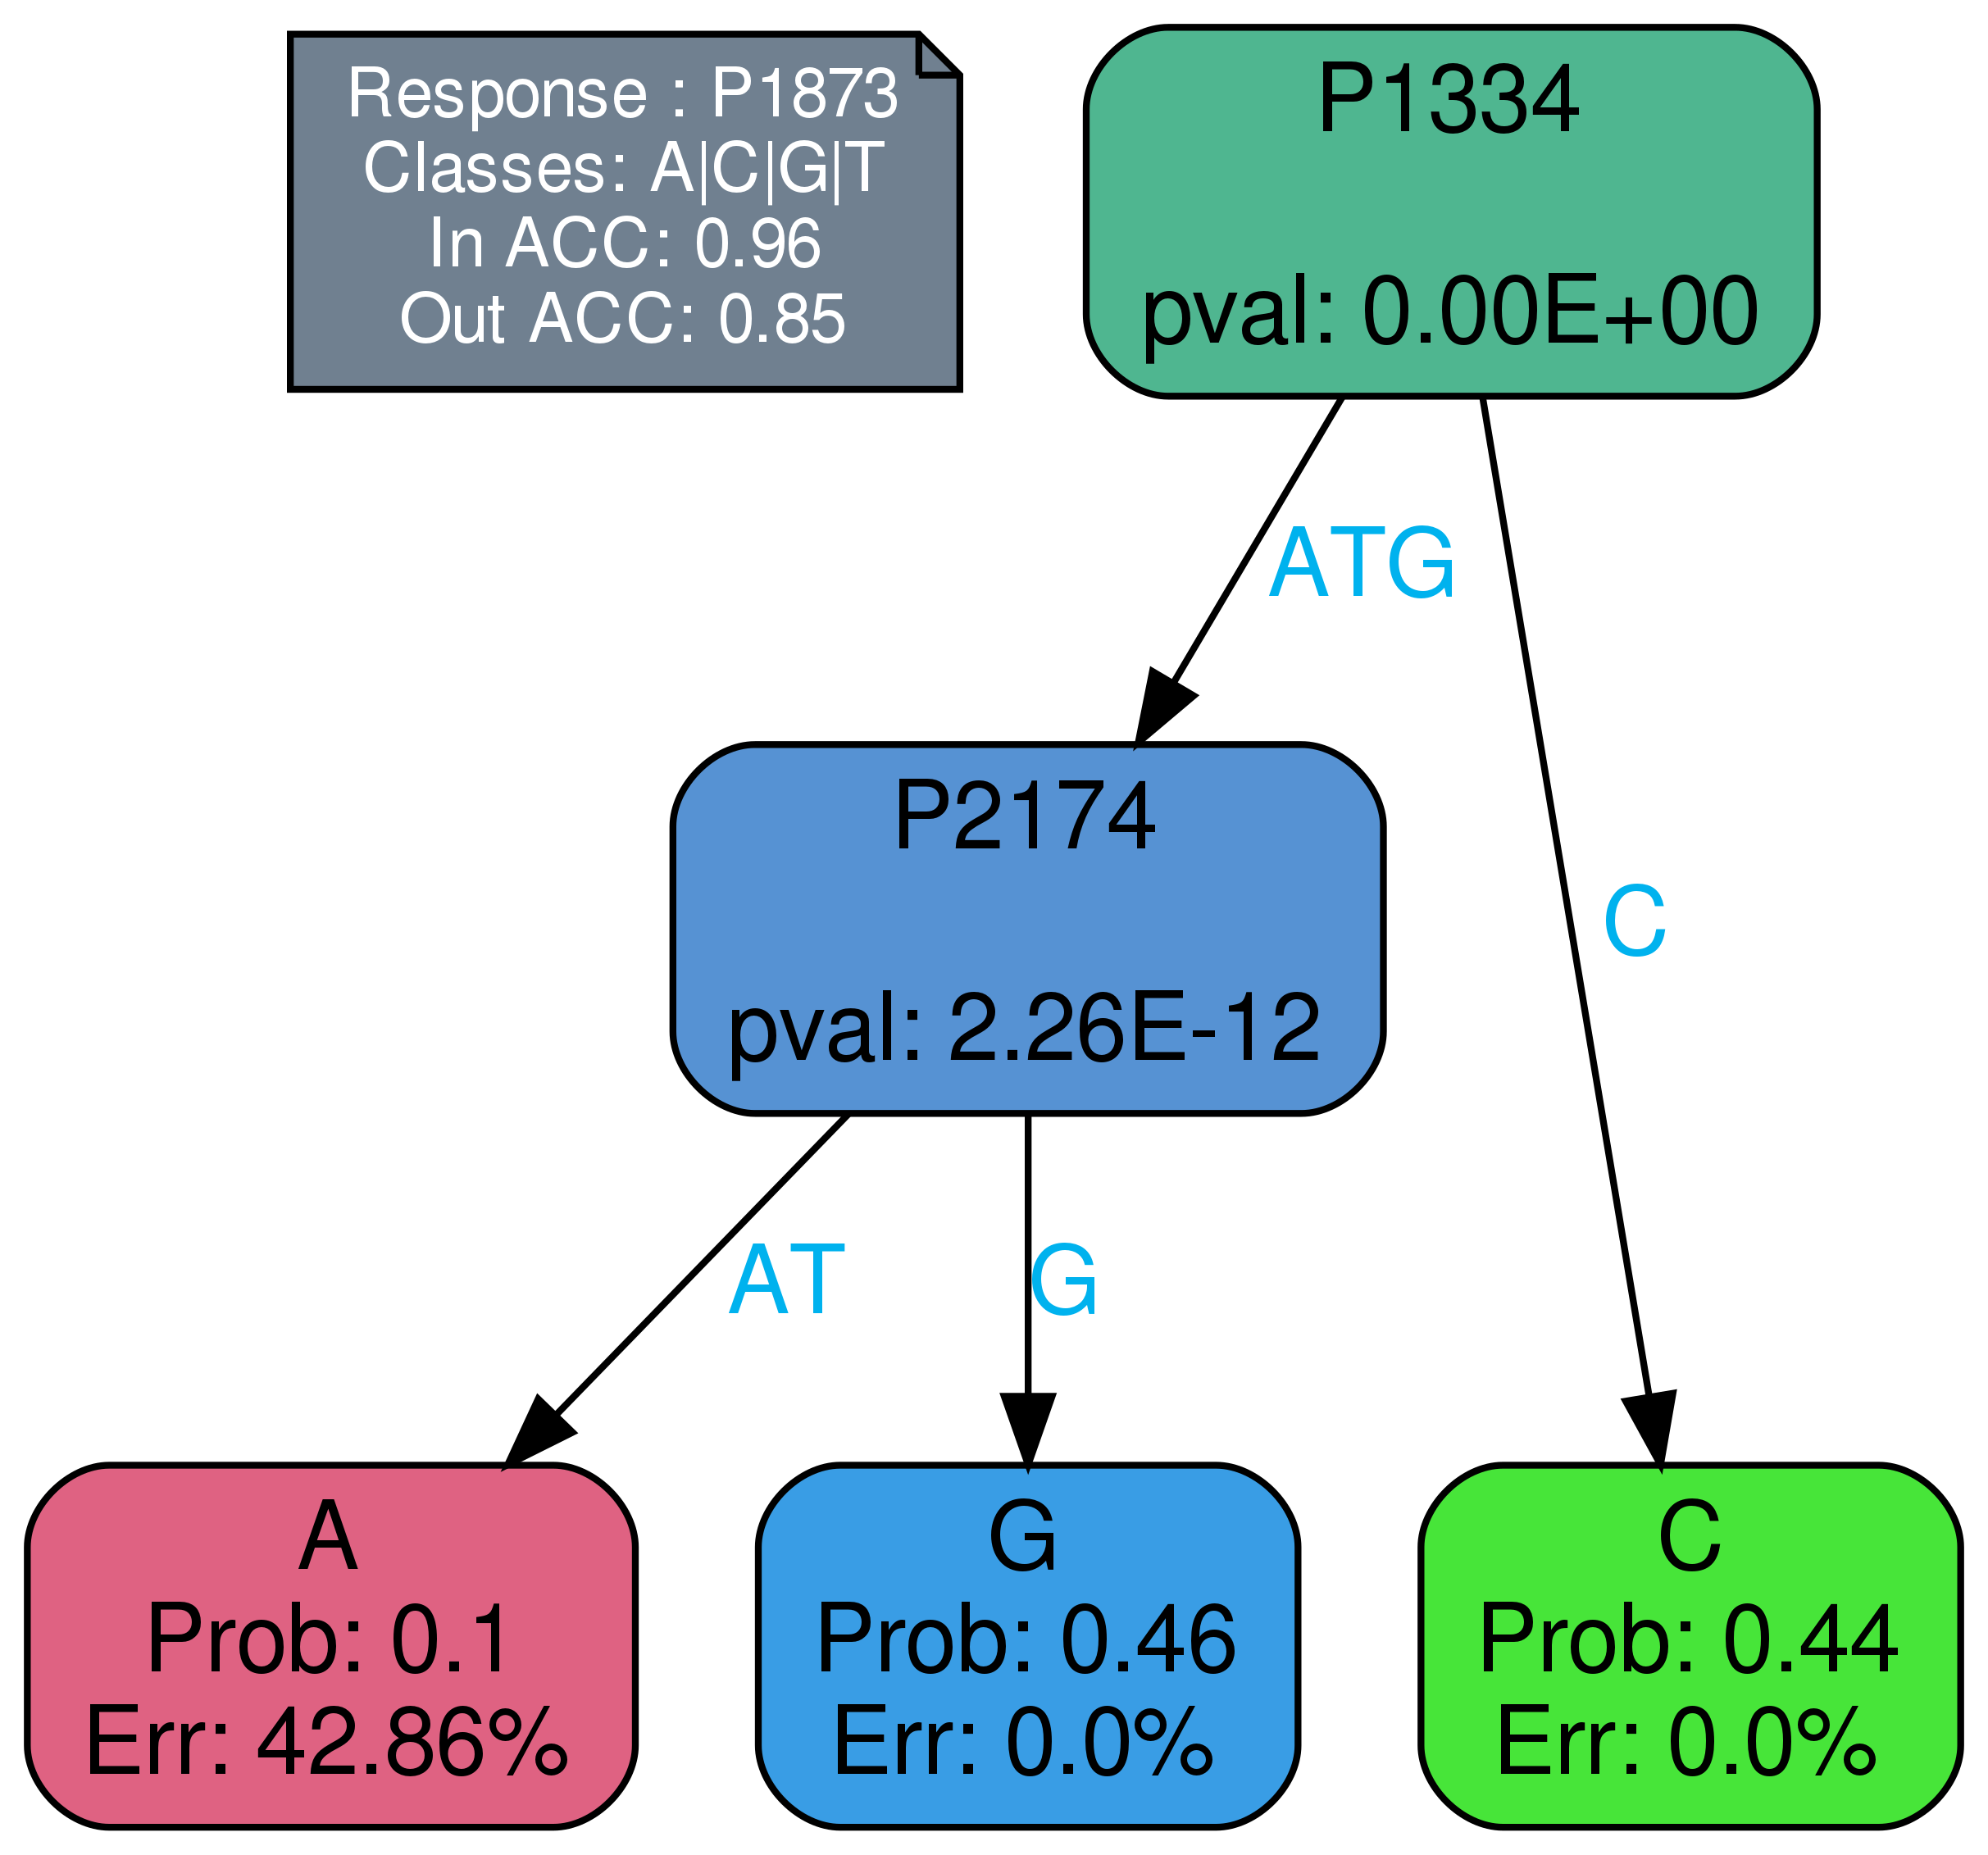 Response : P1873
Classes: A|C|G|T
In ACC: 0.96
Out ACC: 0.85
P1334
pval: 0.00E+00
ATG
C
P2174
pval: 2.26E-12
AT
G
A
Prob: 0.1
Err: 42.86%
G
Prob: 0.46
Err: 0.0%
C
Prob: 0.44
Err: 0.0%